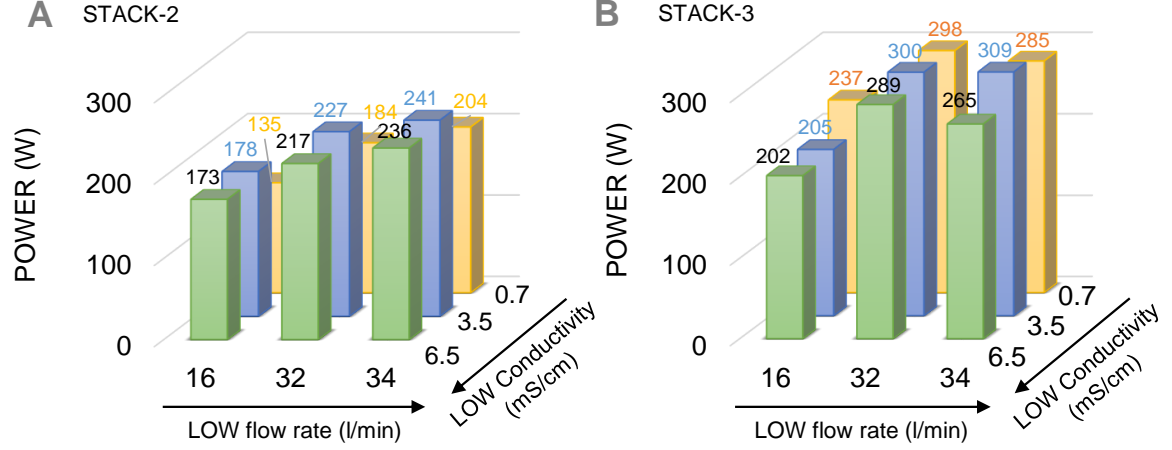 A STACK-2
300
200
100
0
POWER (W)
173
178
135
217
227
184
236
241
204
16 32 34
LOW flow rate (l/min)
0.7
3.5
6.5
LOW Conductivity
(mS/cm)
B STACK-3
300
200
100
0
POWER (W)
202
205
237
289
300
298
265
309
285
16 32 34
LOW flow rate (l/min)
0.7
3.5
6.5
LOW Conductivity
(mS/cm)